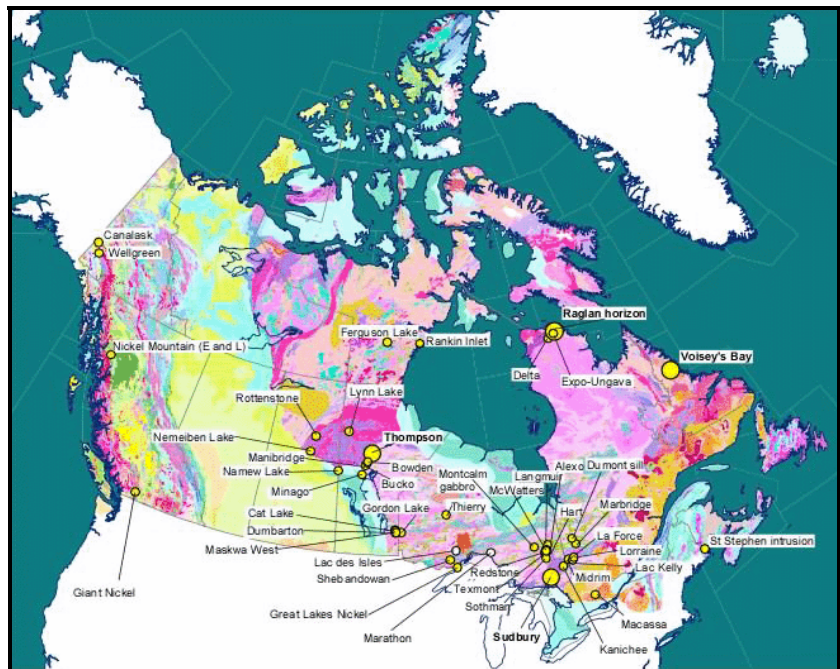 Canalask
Wellgreen
Raglan horizon
Ferguson Lake
Rankin Inlet
Nickel Mountain (E and L)
Voisey's Bay
Delta
Expo-Ungava
Lynn Lake
Rottenstone
Nemeiben Lake
Thompson
Manibridge
Bowden
Namew Lake
Bucko
Minago
Montcalm
gabbro
Langmuir
Alexo
Dumont sill
McWatters
Marbridge
Hart
Cat Lake
Gordon Lake
Thierry
Dumbarton
La Force
Maskwa West
Lorraine
St Stephen intrusion
Lac des Isles
Redstone
Lac Kelly
Shebandowan
Texmont
Midrim
Giant Nickel
Great Lakes Nickel
Sothman
Macassa
Marathon
Sudbury
Kanichee